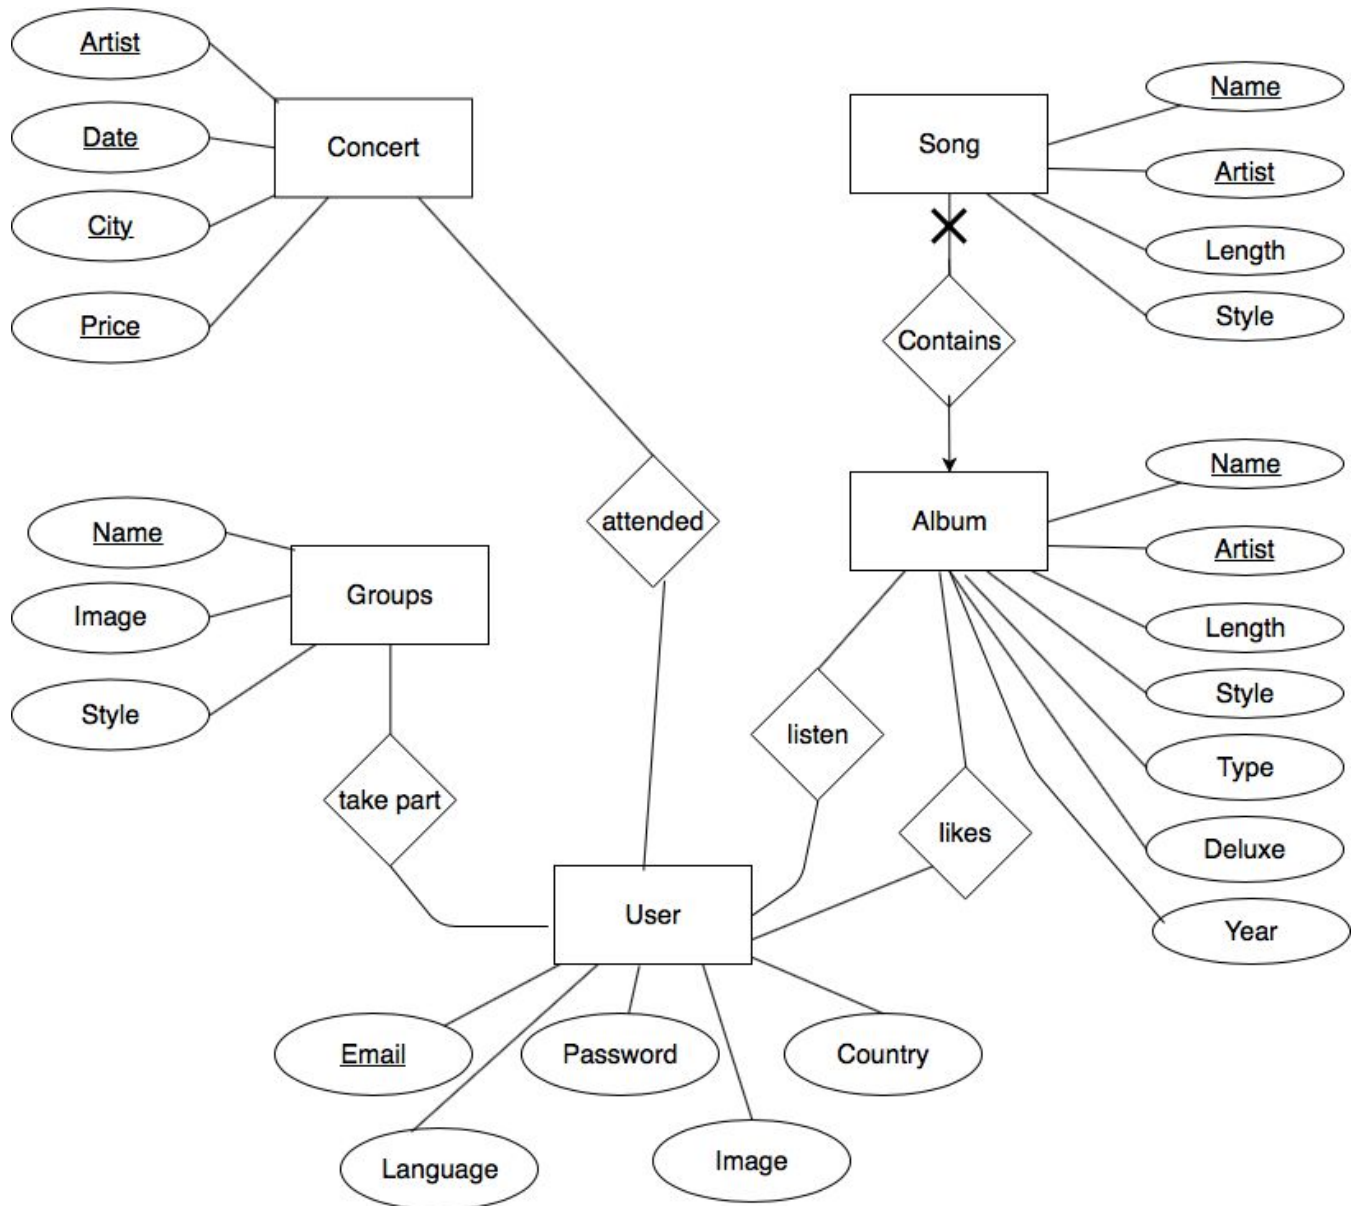 Artist
Date
City
Price
Concert
Song
Name
Artist
Length
Style
Contains
Name
Image
Style
Groups
attended
Album
Name
Artist
Length
Style
Type
Deluxe
Year
take part
listen
likes
User
Email
Password
Country
Language
Image